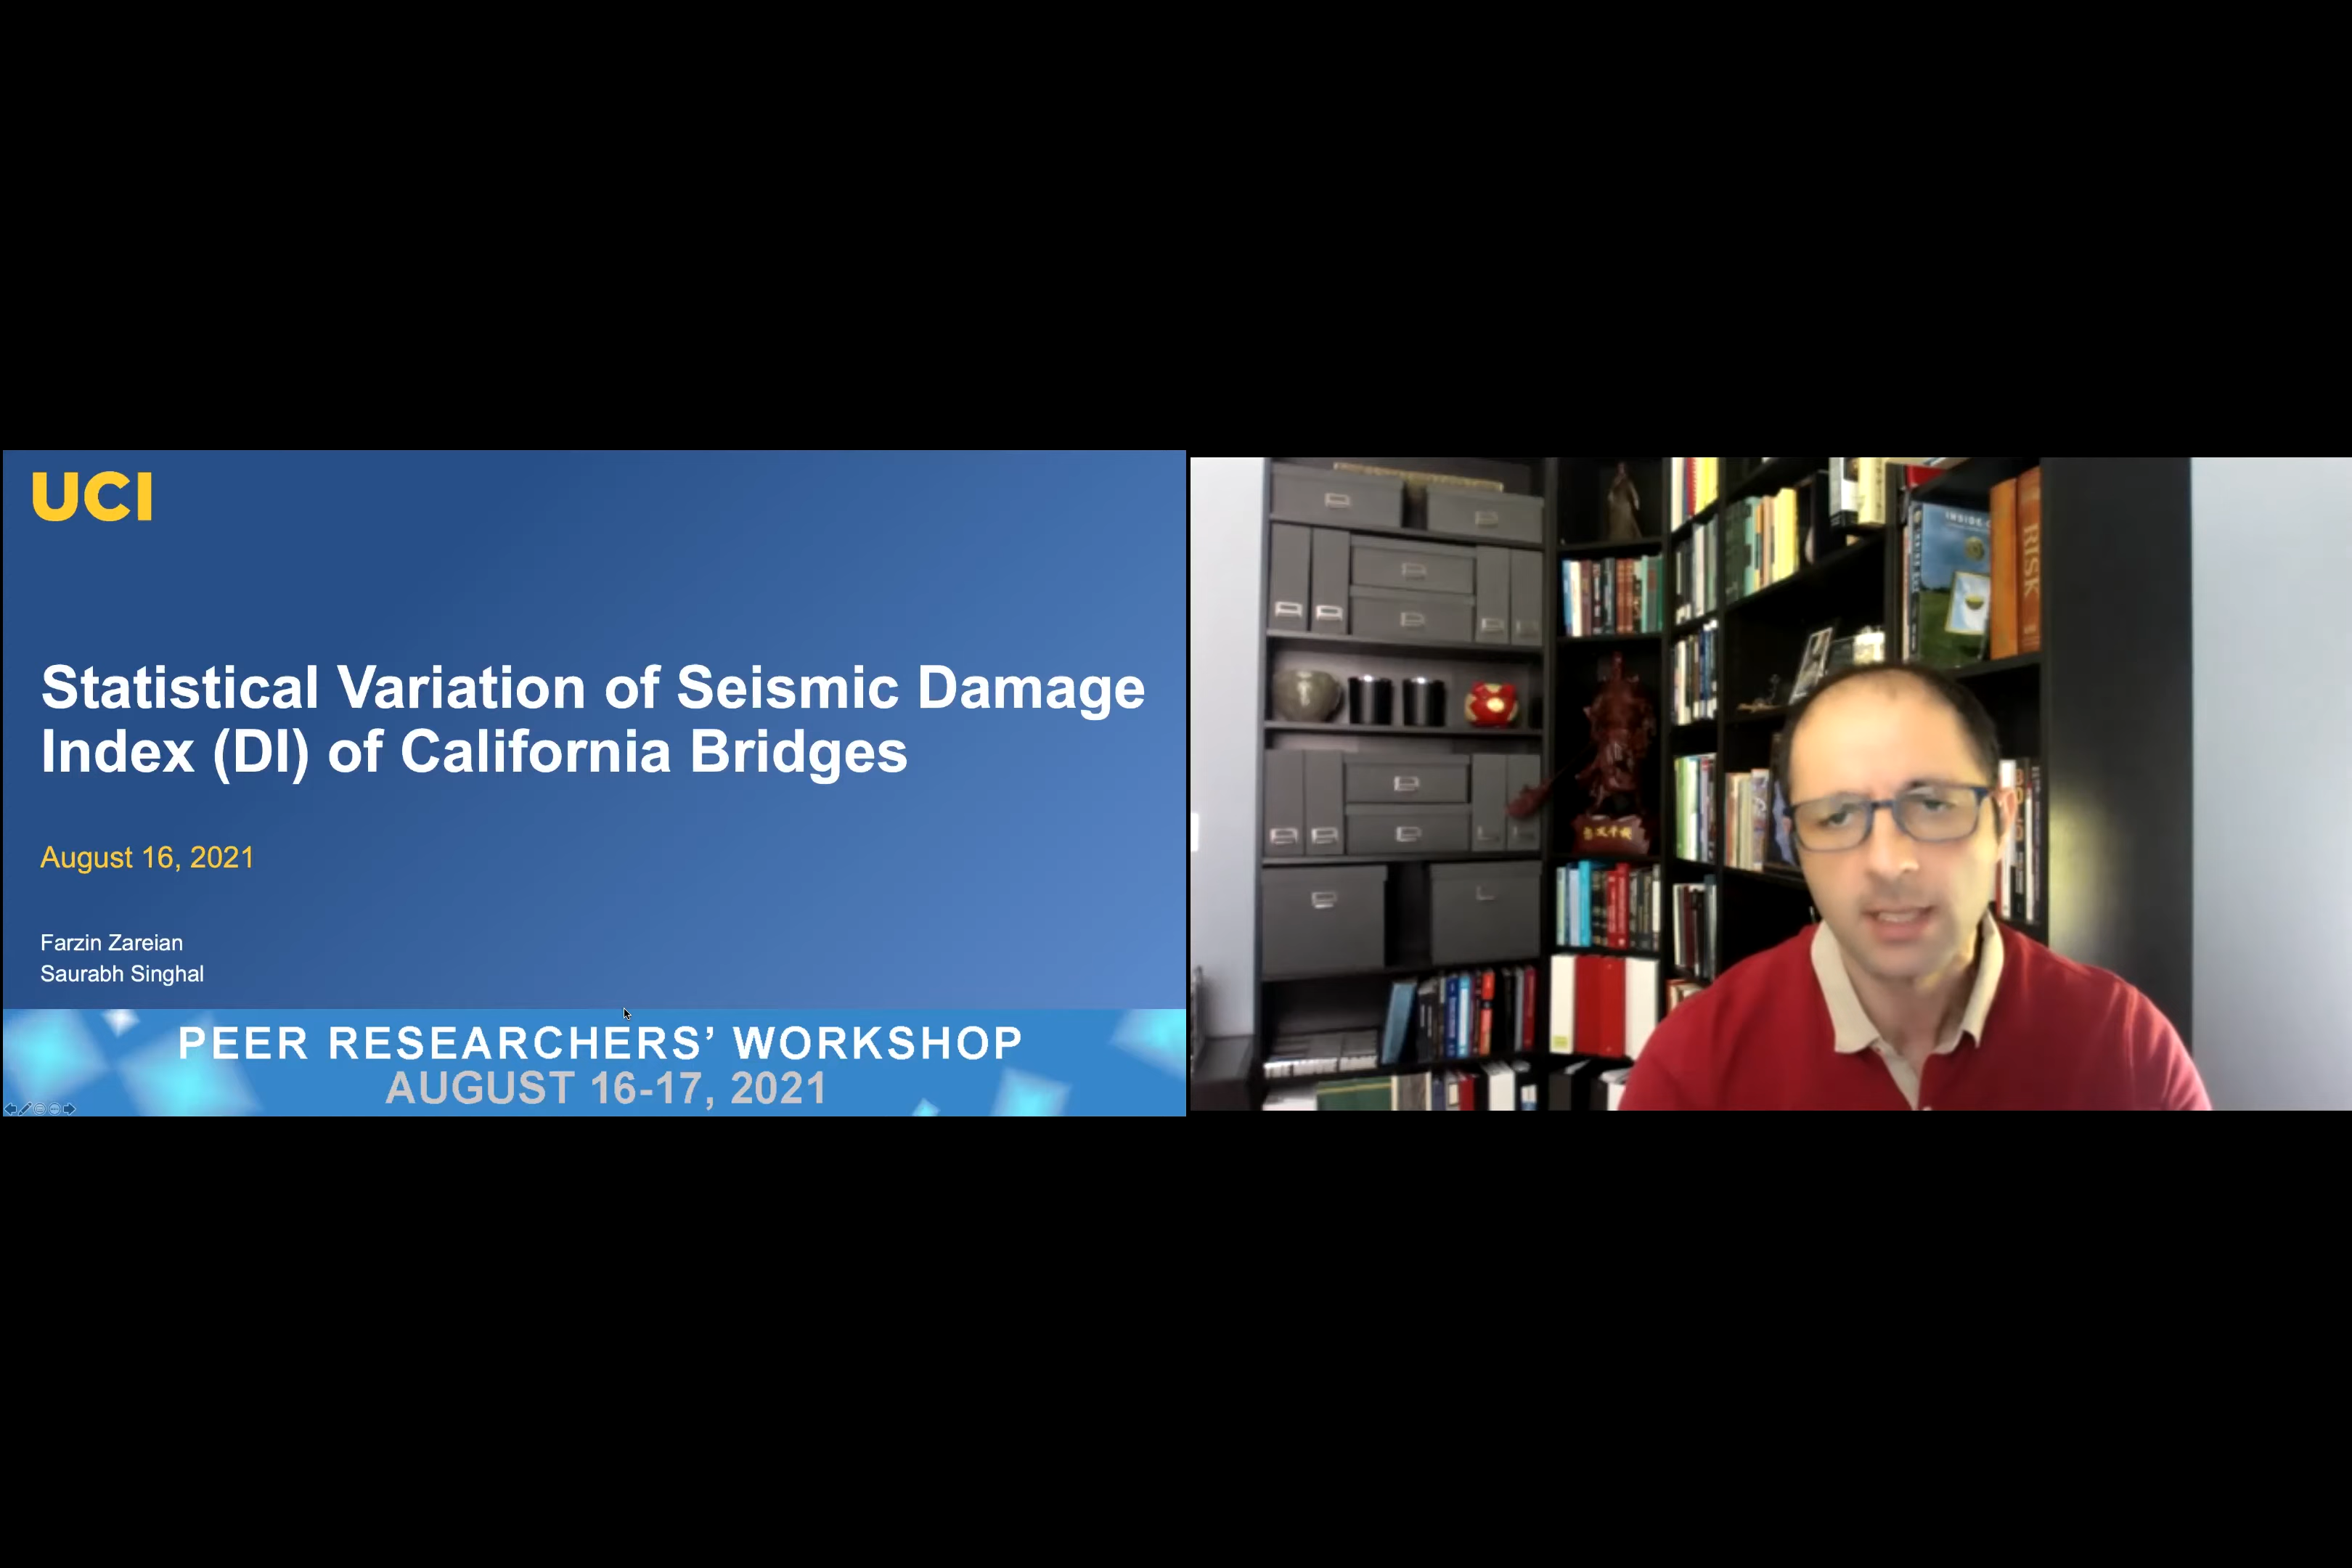 UCI
Statistical Variation of Seismic Damage
Index (DI) of California Bridges
August 16, 2021
Farzin Zareian
Saurabh Singhal
PEER RESEARCHERS’ WORKSHOP
AUGUST 16-17, 2021
RISK